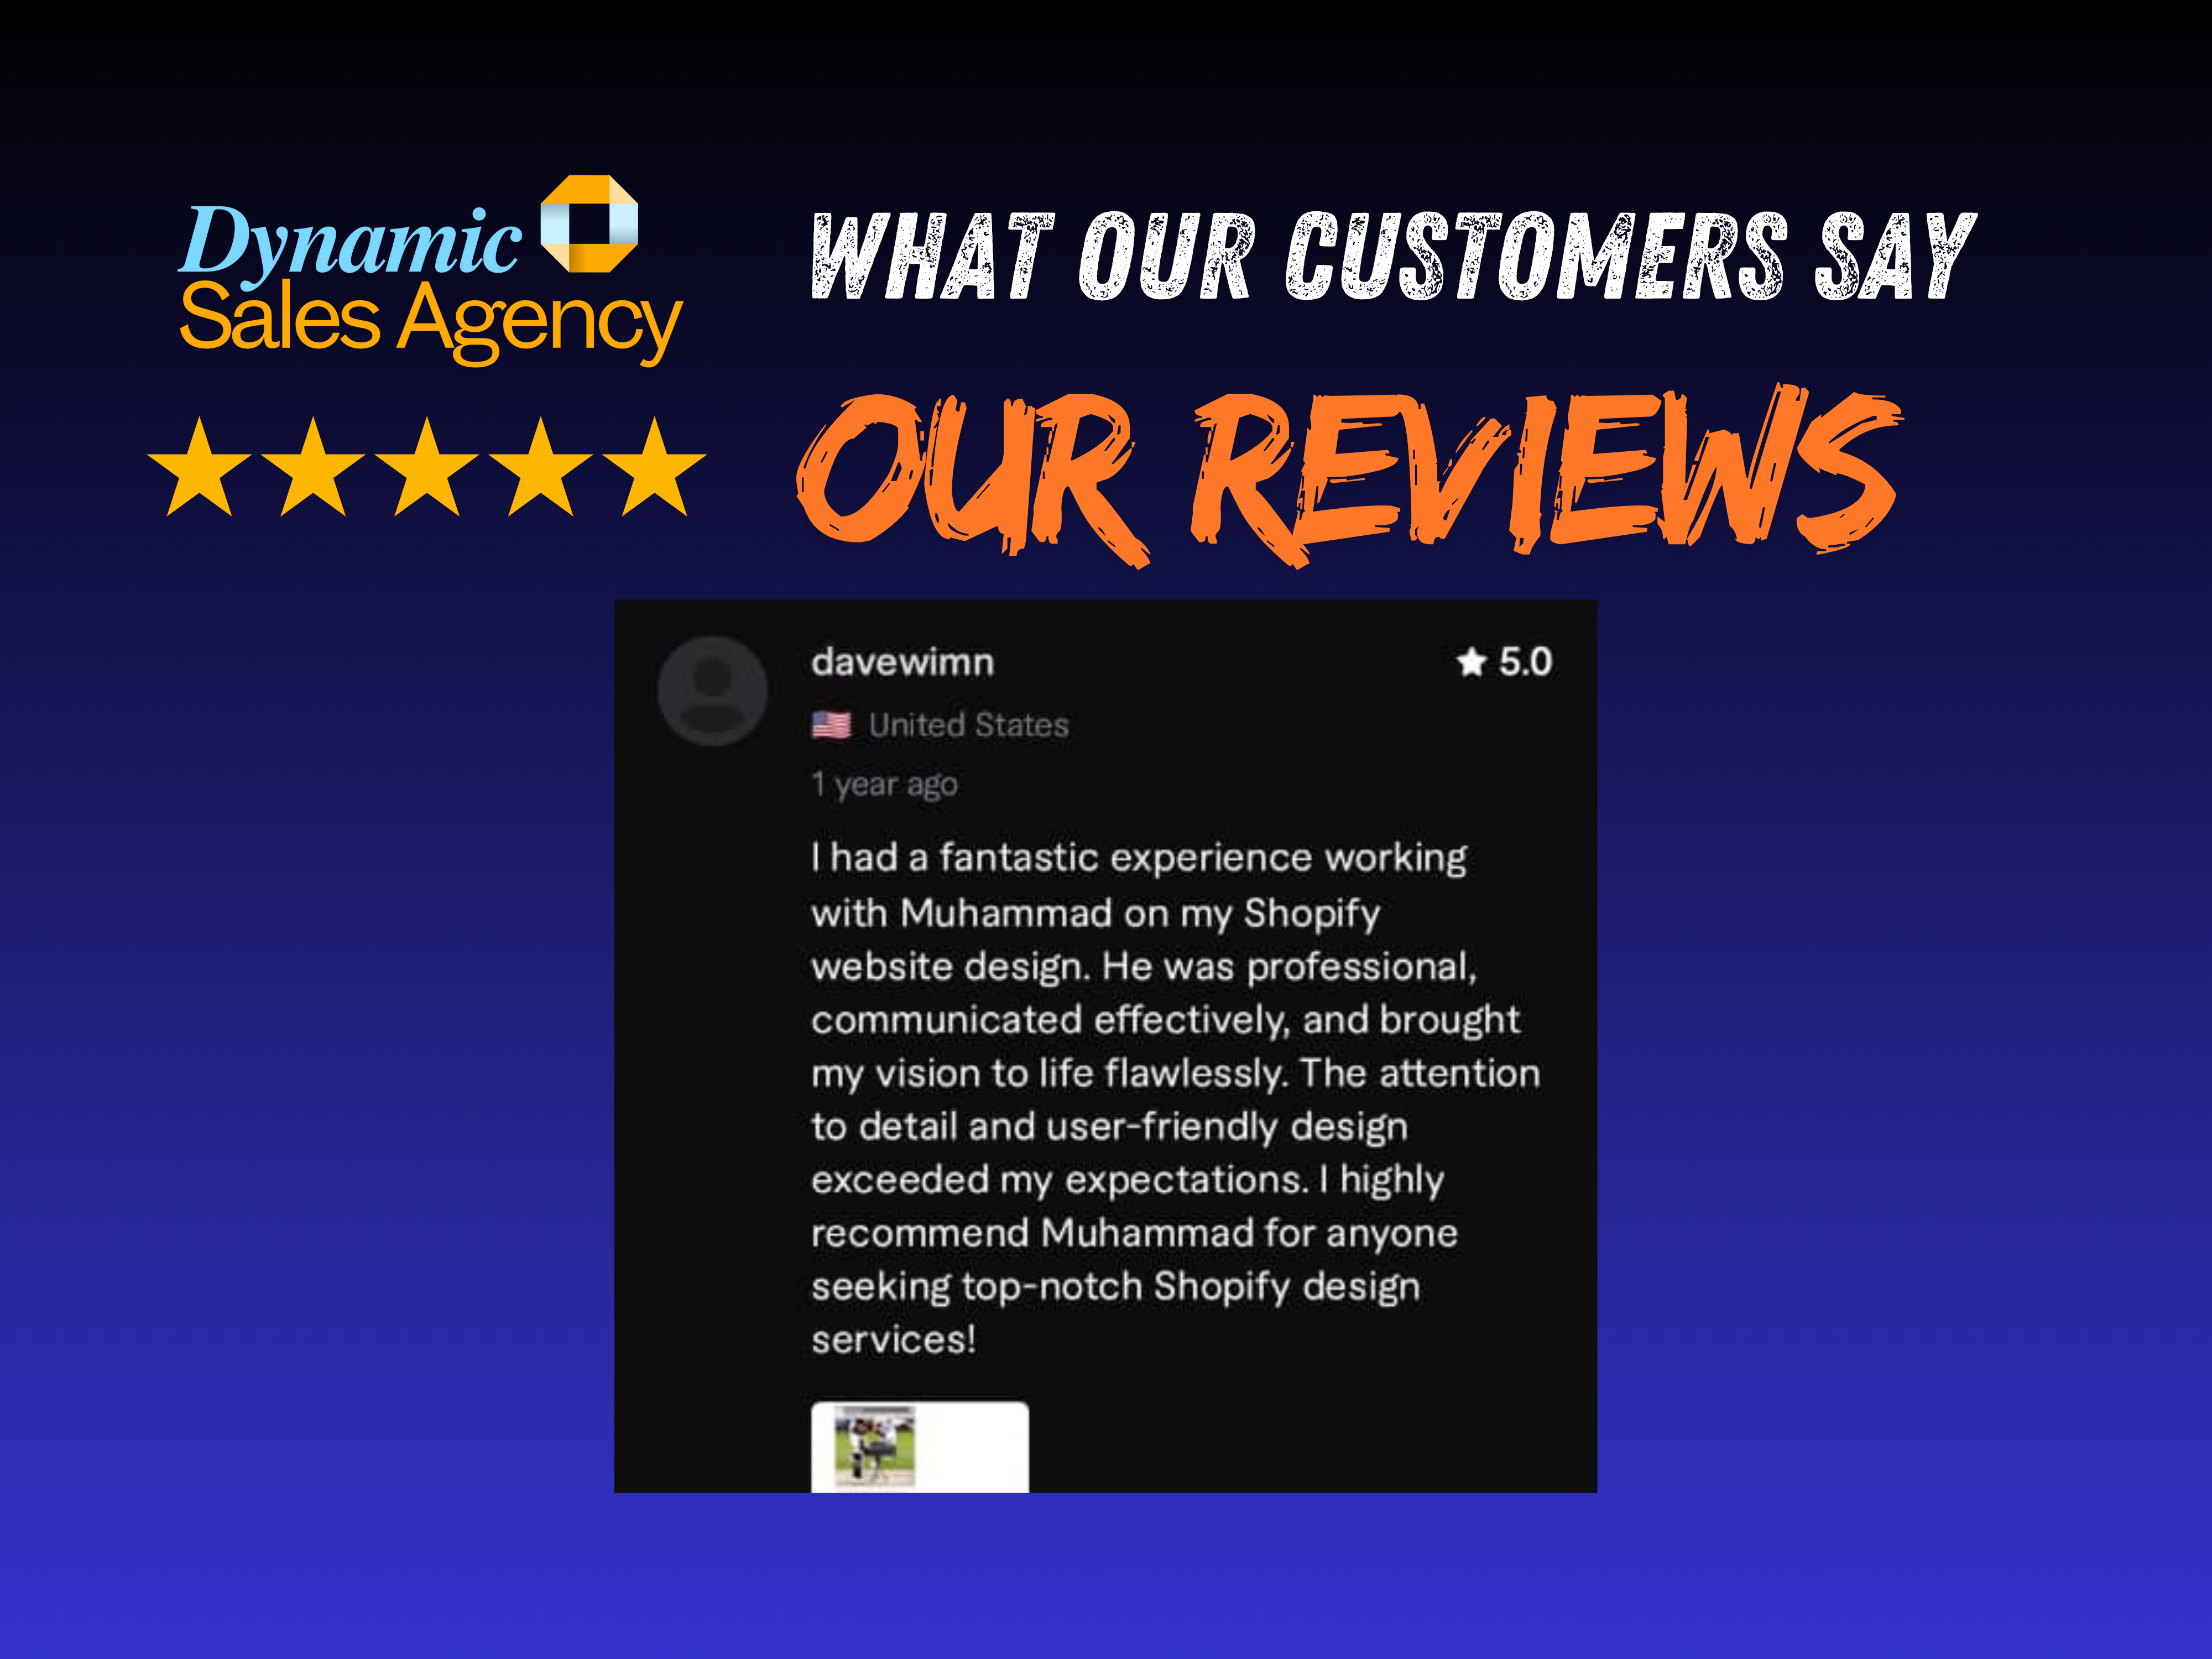 Dynamic
Sales Agency
WHAT OUR CUSTOMERS SAY
OUR REVIEWS
davewimn
5.0
United States
1 year ago
I had a fantastic experience working
with Muhammad on my Shopify
website design. He was professional,
communicated effectively, and brought
my vision to life flawlessly. The attention
to detail and user-friendly design
exceeded my expectations. I highly
recommend Muhammad for anyone
seeking top-notch Shopify design
services!